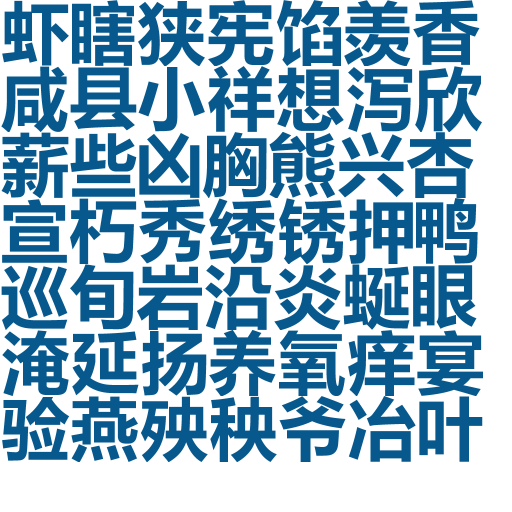 虾瞎狭宪馅羡香
咸县小祥想泻欣
薪些凶胸熊兴杏
宣朽秀绣锈押鸭
巡旬岩沿炎蜒眼
淹延扬养氧痒宴
验燕殃秧爷冶叶